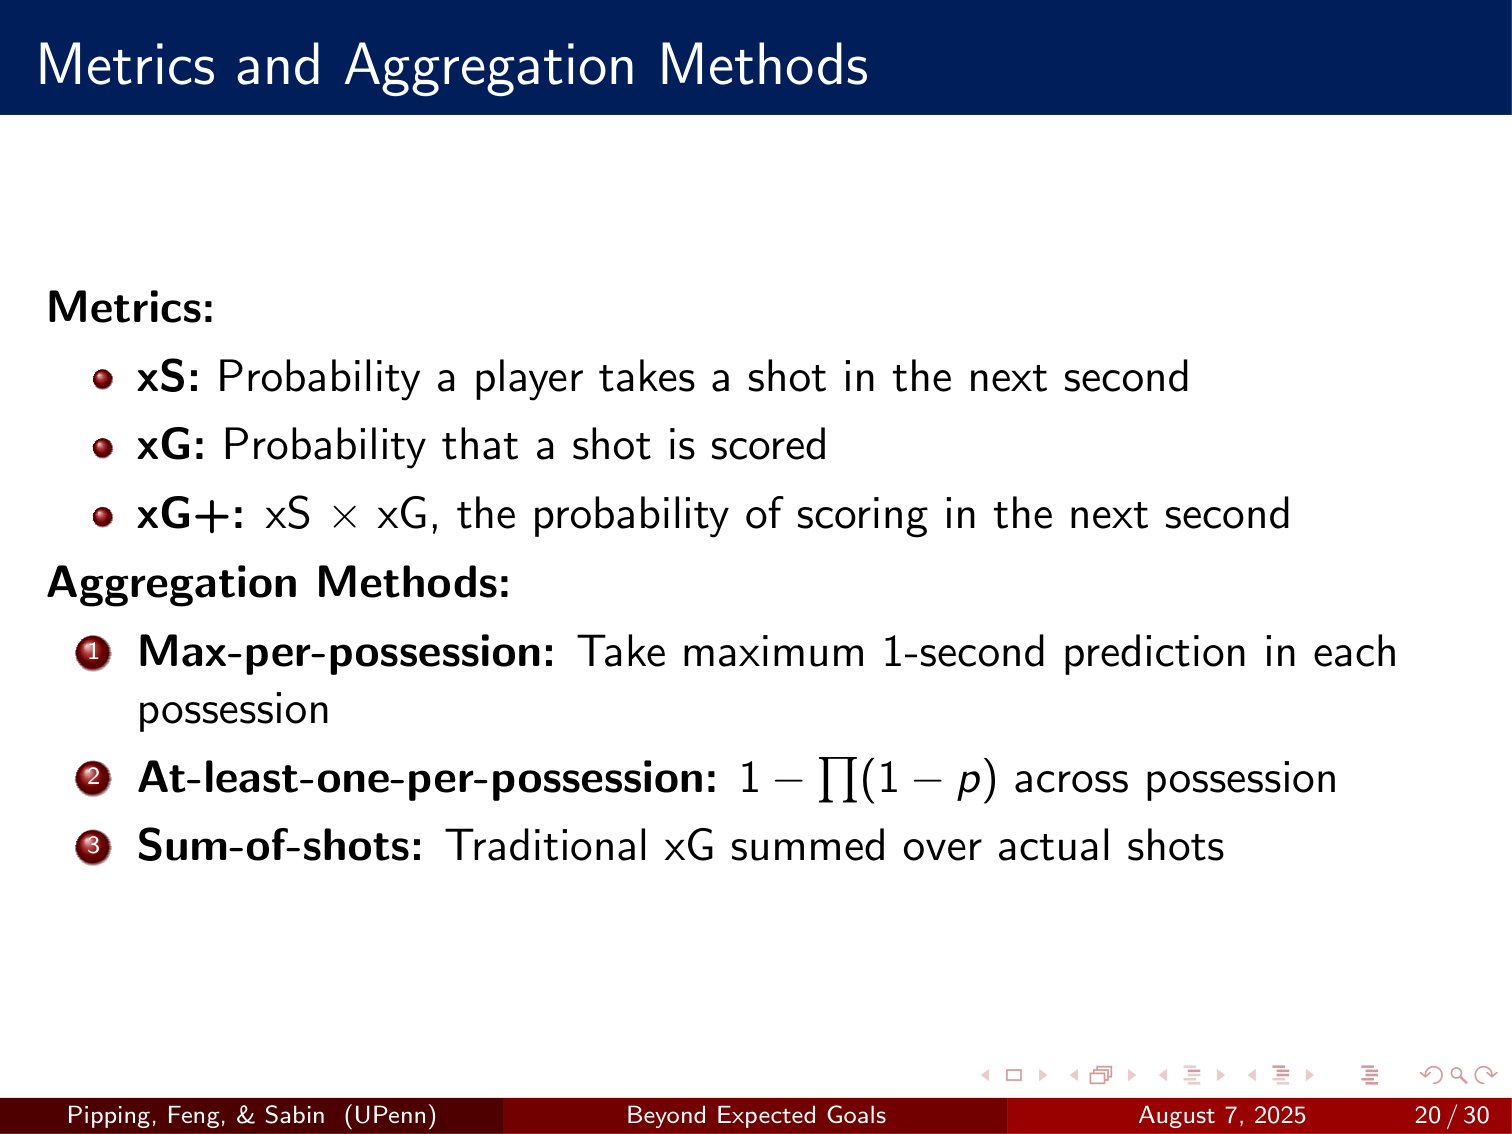 Metrics and Aggregation Methods
Metrics:
xS: Probability a player takes a shot in the next second
xG: Probability that a shot is scored
xG+: xS × xG, the probability of scoring in the next second
Aggregation Methods:
1 Max-per-possession: Take maximum 1-second prediction in each
possession
2 At-least-one-per-possession: 1 − ∏(1 − p) across possession
3 Sum-of-shots: Traditional xG summed over actual shots
Pipping, Feng, & Sabin (UPenn) Beyond Expected Goals August 7, 2025 20 / 30